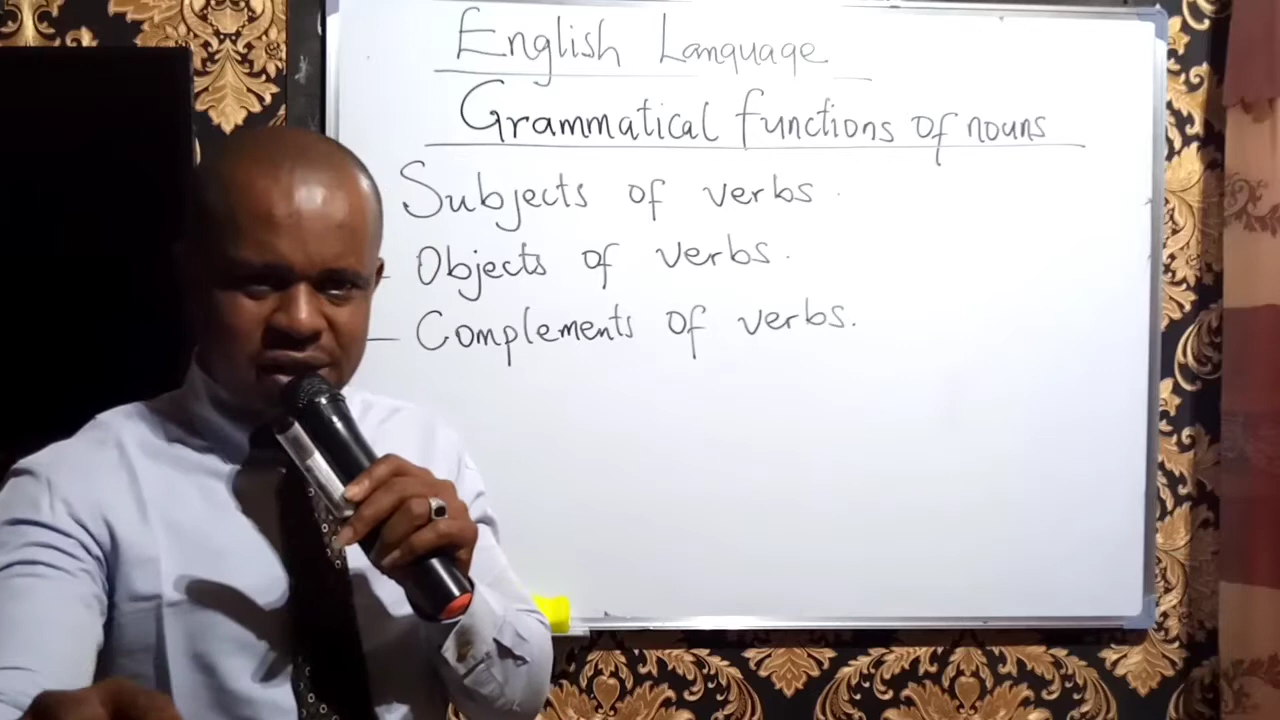 English Language
Grammatical functions of nouns
Subjects of verbs.
- Objects of verbs.
- Complements of verbs.